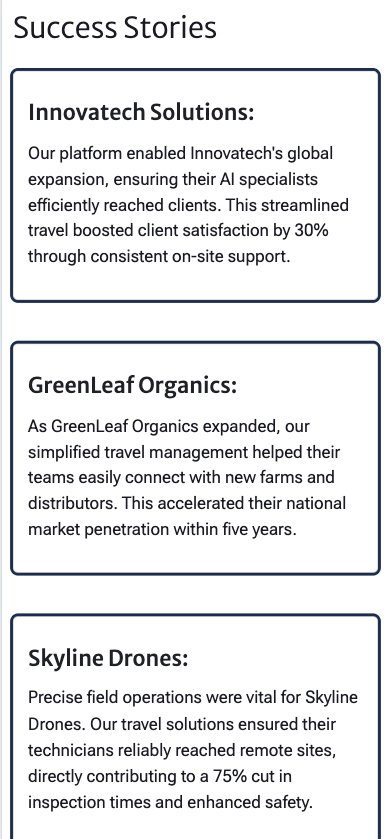 Success Stories
Innovatech Solutions:
Our platform enabled Innovatech's global
expansion, ensuring their AI specialists
efficiently reached clients. This streamlined
travel boosted client satisfaction by 30%
through consistent on-site support.
GreenLeaf Organics:
As GreenLeaf Organics expanded, our
simplified travel management helped their
teams easily connect with new farms and
distributors. This accelerated their national
market penetration within five years.
Skyline Drones:
Precise field operations were vital for Skyline
Drones. Our travel solutions ensured their
technicians reliably reached remote sites,
directly contributing to a 75% cut in
inspection times and enhanced safety.